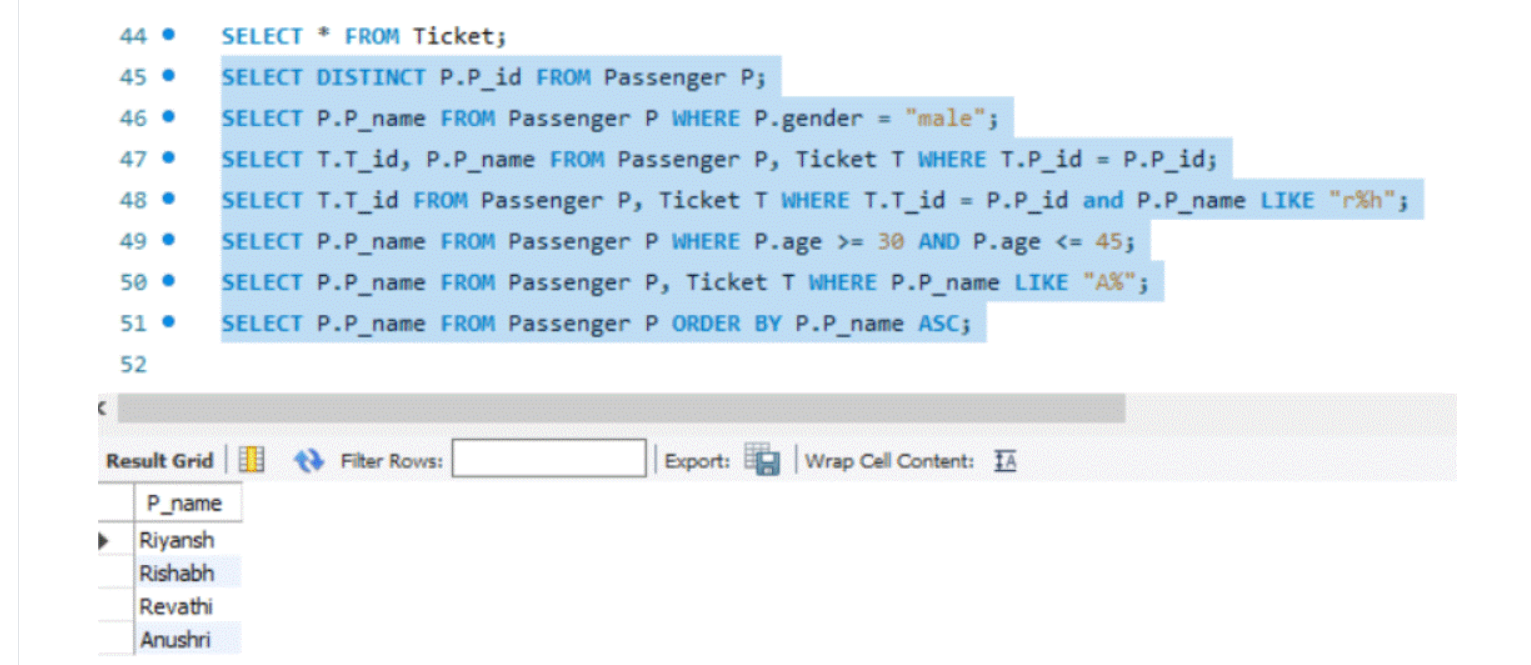 44 SELECT * FROM Ticket;
45 SELECT DISTINCT P.P_id FROM Passenger P;
46 SELECT P.P_name FROM Passenger P WHERE P.gender = "male";
47 SELECT T.T_id, P.P_name FROM Passenger P, Ticket T WHERE T.P_id = P.P_id;
48 SELECT T.T_id FROM Passenger P, Ticket T WHERE T.T_id = P.P_id and P.P_name LIKE "r%h";
49 SELECT P.P_name FROM Passenger P WHERE P.age >= 30 AND P.age <= 45;
50 SELECT P.P_name FROM Passenger P, Ticket T WHERE P.P_name LIKE "A%";
51 SELECT P.P_name FROM Passenger P ORDER BY P.P_name ASC;
52
Result Grid Filter Rows: Export: Wrap Cell Content: IA
P_name
Riyansh
Rishabh
Revathi
Anushri